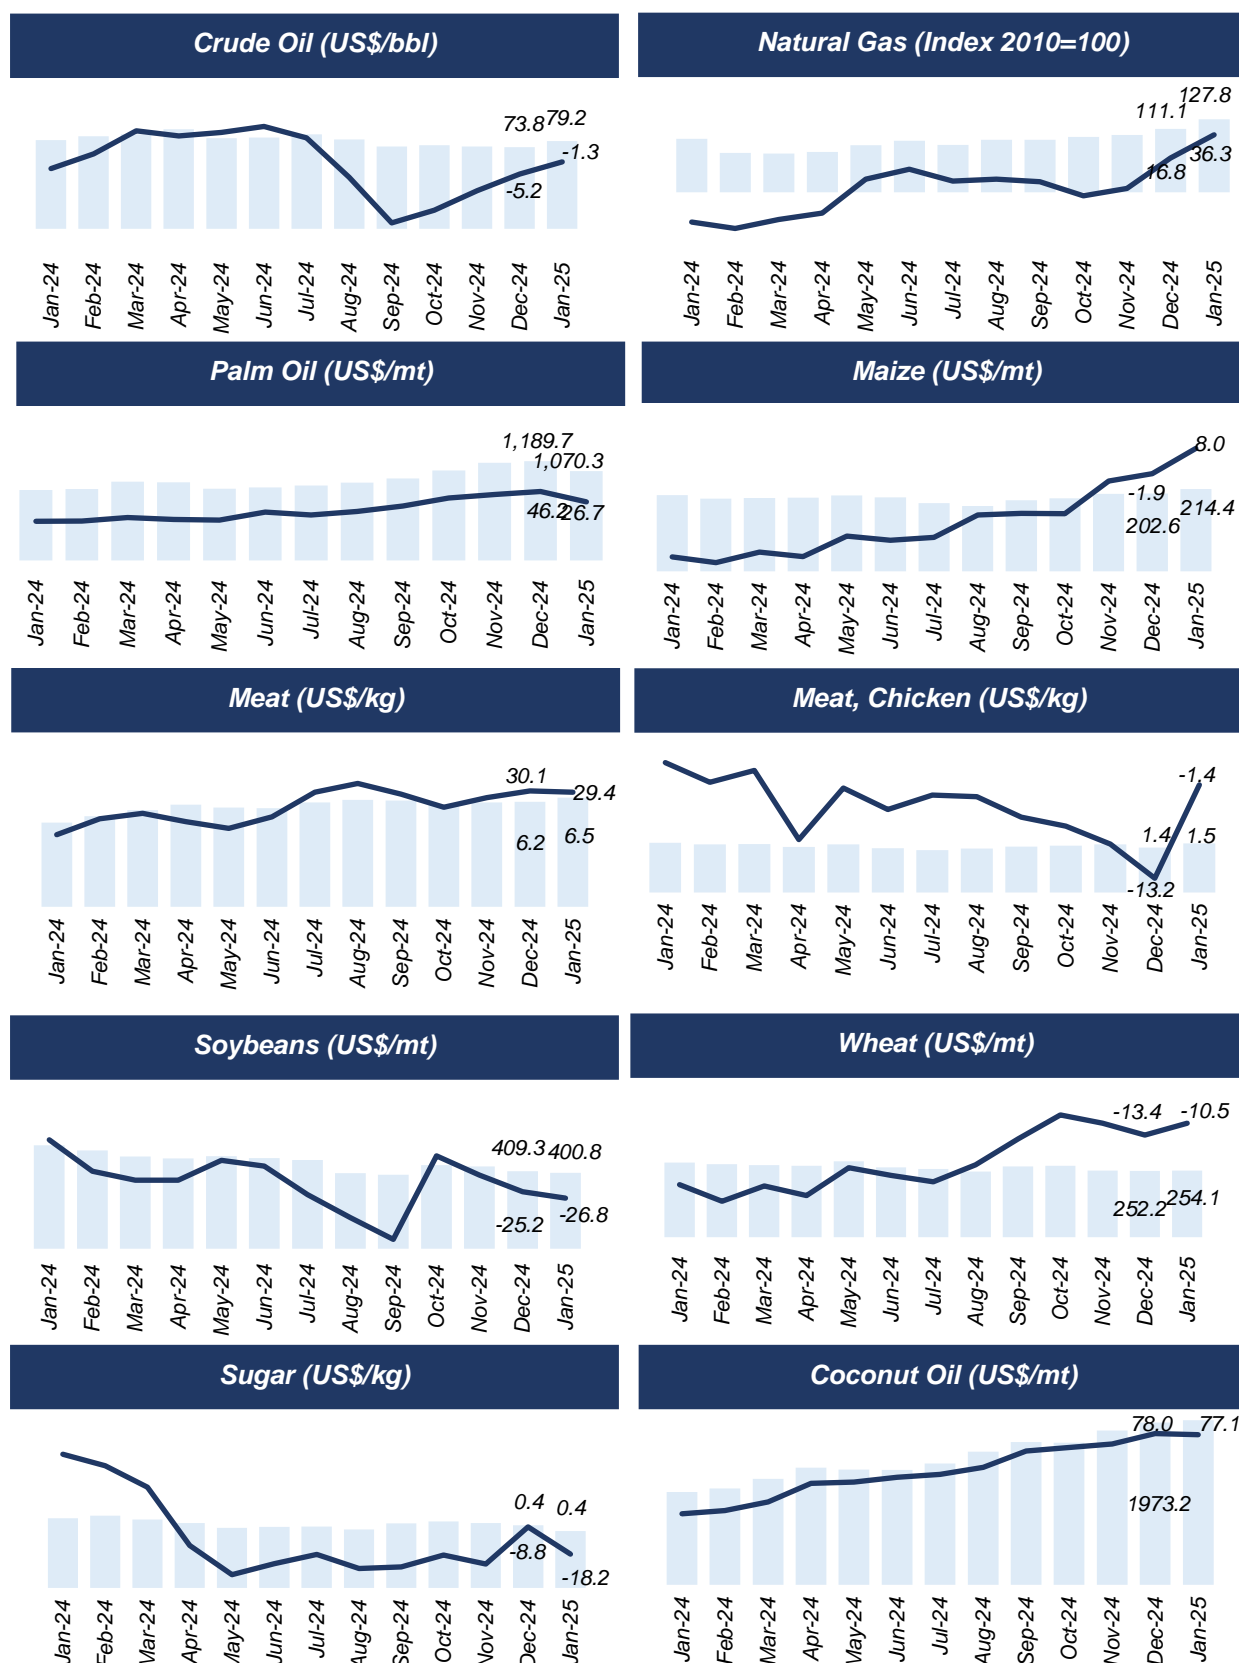 Crude Oil (US$/bbl)
73.8 79.2
-1.3
-5.2
Jan-24 Feb-24 Mar-24 Apr-24 May-24 Jun-24 Jul-24 Aug-24 Sep-24 Oct-24 Nov-24 Dec-24 Jan-25
Natural Gas (Index 2010=100)
127.8
111.1
36.3
16.8
Jan-24 Feb-24 Mar-24 Apr-24 May-24 Jun-24 Jul-24 Aug-24 Sep-24 Oct-24 Nov-24 Dec-24 Jan-25
Palm Oil (US$/mt)
1,189.7
1,070.3
46.2 26.7
Jan-24 Feb-24 Mar-24 Apr-24 May-24 Jun-24 Jul-24 Aug-24 Sep-24 Oct-24 Nov-24 Dec-24 Jan-25
Maize (US$/mt)
8.0
-1.9
214.4
202.6
Jan-24 Feb-24 Mar-24 Apr-24 May-24 Jun-24 Jul-24 Aug-24 Sep-24 Oct-24 Nov-24 Dec-24 Jan-25
Meat (US$/kg)
30.1
29.4
6.2 6.5
Jan-24 Feb-24 Mar-24 Apr-24 May-24 Jun-24 Jul-24 Aug-24 Sep-24 Oct-24 Nov-24 Dec-24 Jan-25
Meat, Chicken (US$/kg)
-1.4
1.4 1.5
-13.2
Jan-24 Feb-24 Mar-24 Apr-24 May-24 Jun-24 Jul-24 Aug-24 Sep-24 Oct-24 Nov-24 Dec-24 Jan-25
Soybeans (US$/mt)
409.3 400.8
-26.8
-25.2
Jan-24 Feb-24 Mar-24 Apr-24 May-24 Jun-24 Jul-24 Aug-24 Sep-24 Oct-24 Nov-24 Dec-24 Jan-25
Wheat (US$/mt)
-13.4 -10.5
252.2 254.1
Jan-24 Feb-24 Mar-24 Apr-24 May-24 Jun-24 Jul-24 Aug-24 Sep-24 Oct-24 Nov-24 Dec-24 Jan-25
Sugar (US$/kg)
0.4 0.4
-8.8
-18.2
Jan-24 Feb-24 Mar-24 Apr-24 May-24 Jun-24 Jul-24 Aug-24 Sep-24 Oct-24 Nov-24 Dec-24 Jan-25
Coconut Oil (US$/mt)
78.0 77.1
1973.2
Jan-24 Feb-24 Mar-24 Apr-24 May-24 Jun-24 Jul-24 Aug-24 Sep-24 Oct-24 Nov-24 Dec-24 Jan-25